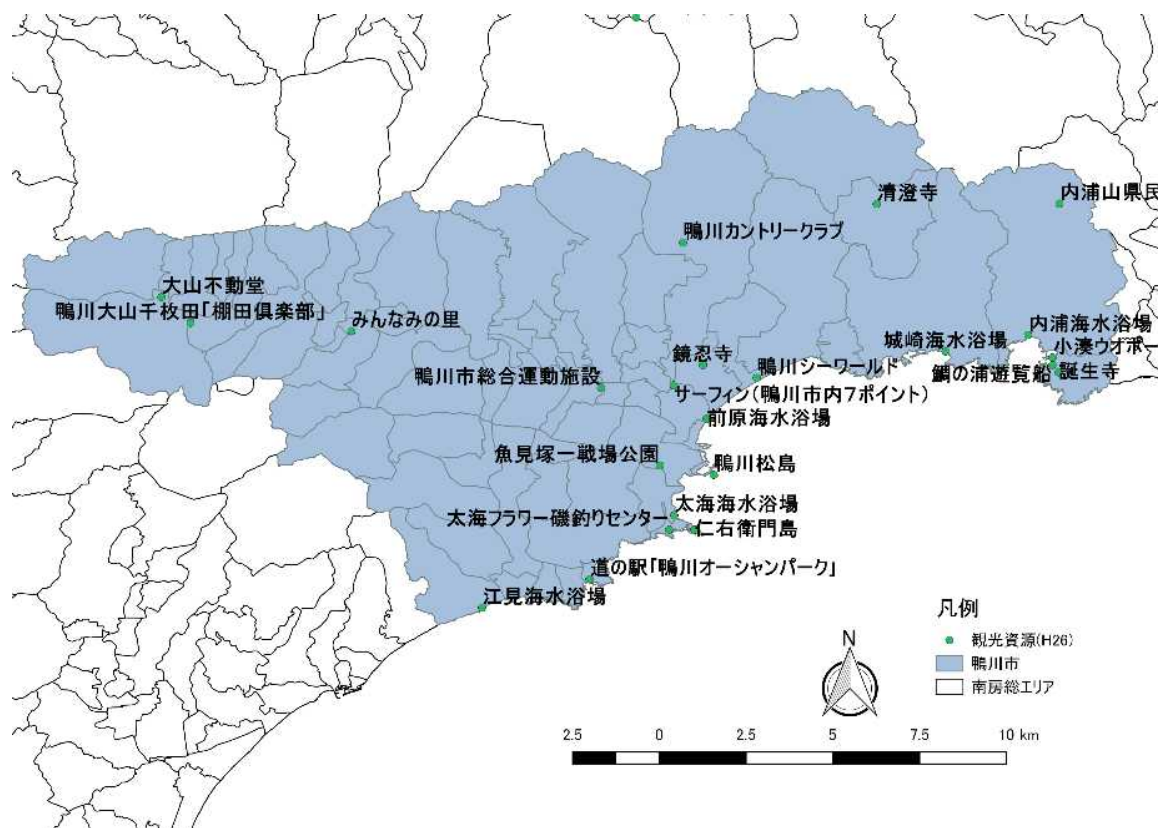 清澄寺
内浦山県民
鴨川カントリークラブ
大山不動堂
鴨川大山千枚田「棚田倶楽部」
みんなみの里
内浦海水浴場
城崎海水浴場
小湊ウオポー
鏡忍寺
鴨川シーワールド
鯛の浦遊覧船
誕生寺
鴨川市総合運動施設
サーフィン(鴨川市内7ポイント)
前原海水浴場
魚見塚一戦場公園
鴨川松島
太海海水浴場
太海フラワー磯釣りセンター
仁右衛門島
道の駅「鴨川オーシャンパーク」
江見海水浴場
凡例
観光資源(H26)
鴨川市
南房総エリア
N
2.5 0 2.5 5 7.5 10 km